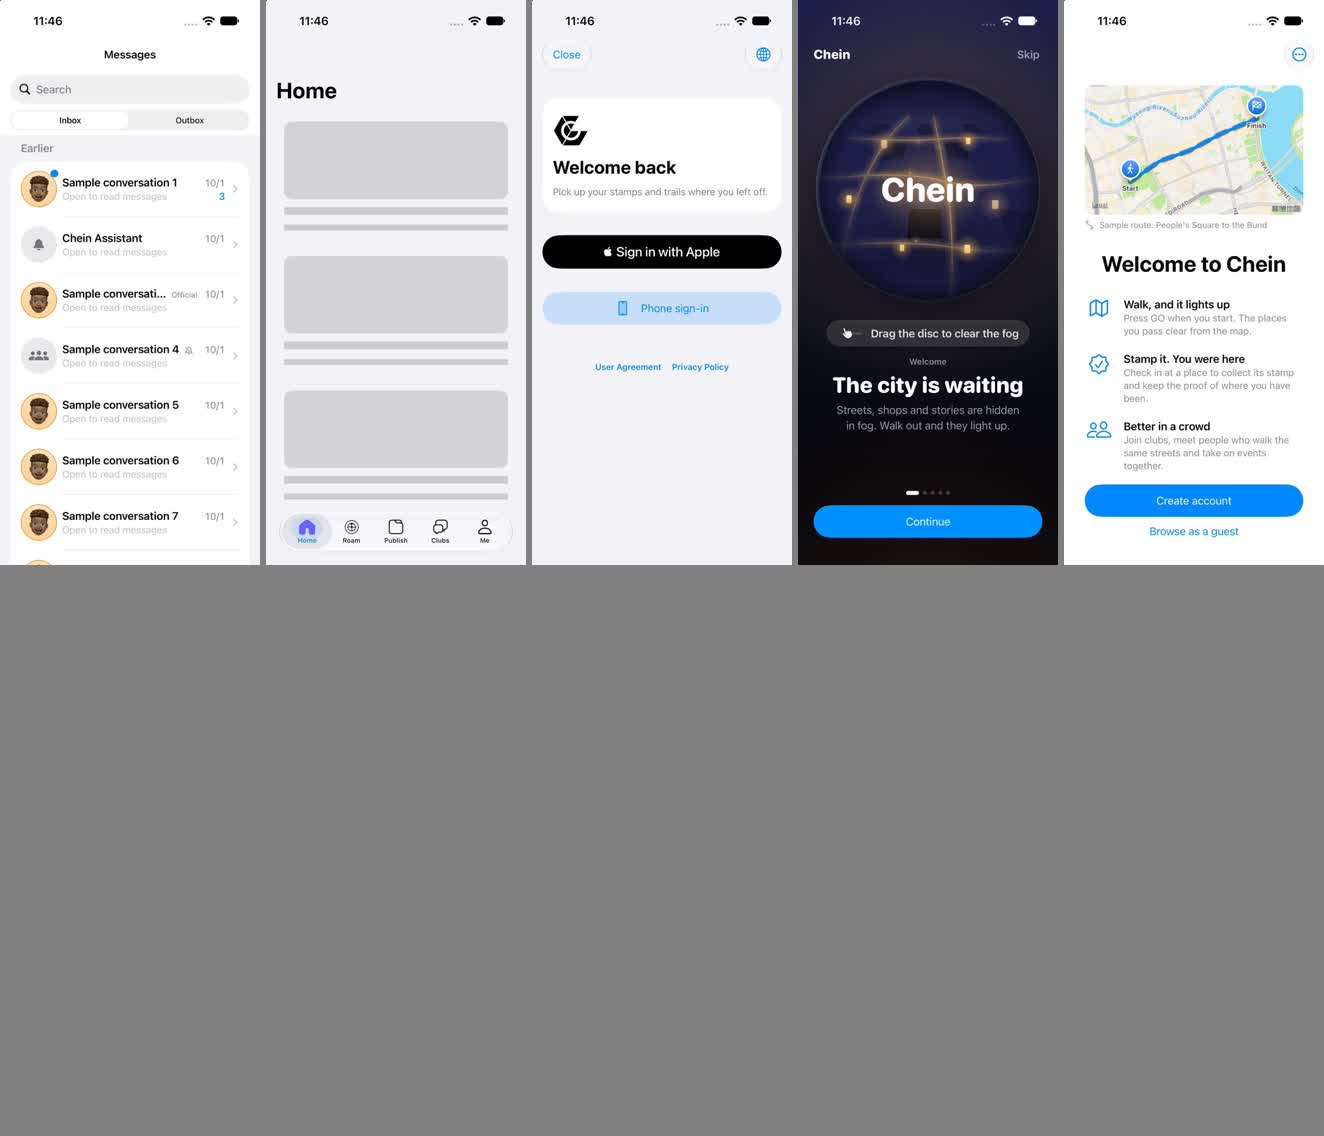 11:46
Messages
Search
Inbox
Outbox
Earlier
Sample conversation 1
10/1
Open to read messages
3
Chein Assistant
10/1
Open to read messages
Sample conversati...
Official
10/1
Open to read messages
Sample conversation 4
10/1
Open to read messages
Sample conversation 5
10/1
Open to read messages
Sample conversation 6
10/1
Open to read messages
Sample conversation 7
10/1
Open to read messages
11:46
Home
Home
Roam
Publish
Clubs
Me
11:46
Close
Welcome back
Pick up your stamps and trails where you left off.
Sign in with Apple
Phone sign-in
User Agreement
Privacy Policy
11:46
Chein
Skip
Chein
Drag the disc to clear the fog
Welcome
The city is waiting
Streets, shops and stories are hidden
in fog. Walk out and they light up.
Continue
11:46
Finish
Start
Legal
Sample route: People's Square to the Bund
Welcome to Chein
Walk, and it lights up
Press GO when you start. The places
you pass clear from the map.
Stamp it. You were here
Check in at a place to collect its stamp
and keep the proof of where you have
been.
Better in a crowd
Join clubs, meet people who walk the
same streets and take on events
together.
Create account
Browse as a guest